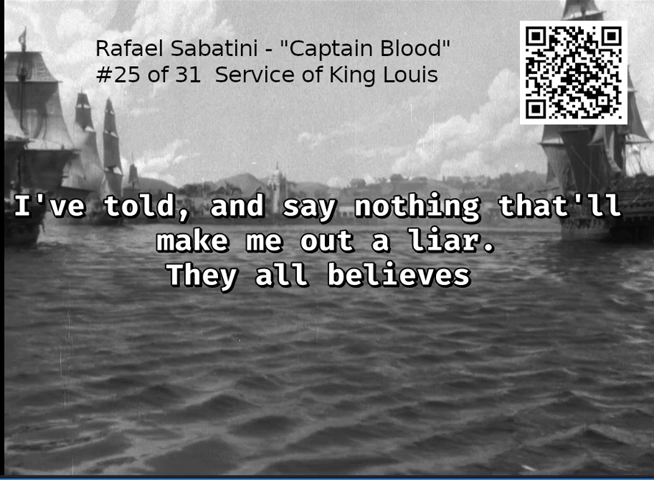 Rafael Sabatini - "Captain Blood"
#25 of 31  Service of King Louis
I've told, and say nothing that'll
make me out a liar.
They all believes